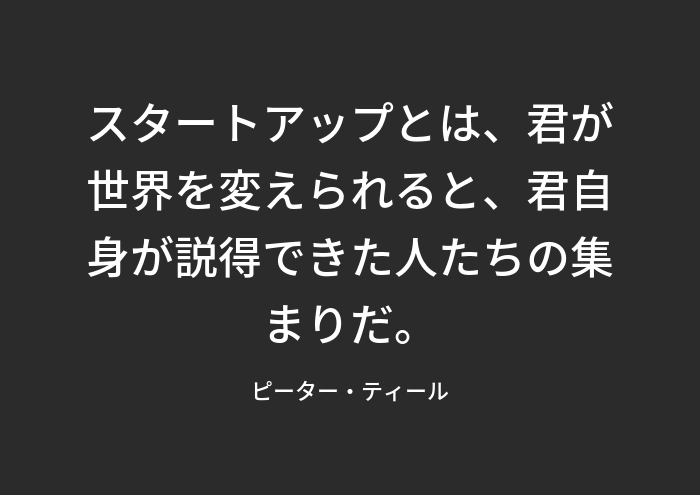 スタートアップとは、君が
世界を変えられると、君自
身が説得できた人たちの集
まりだ。
ピーター・ティール